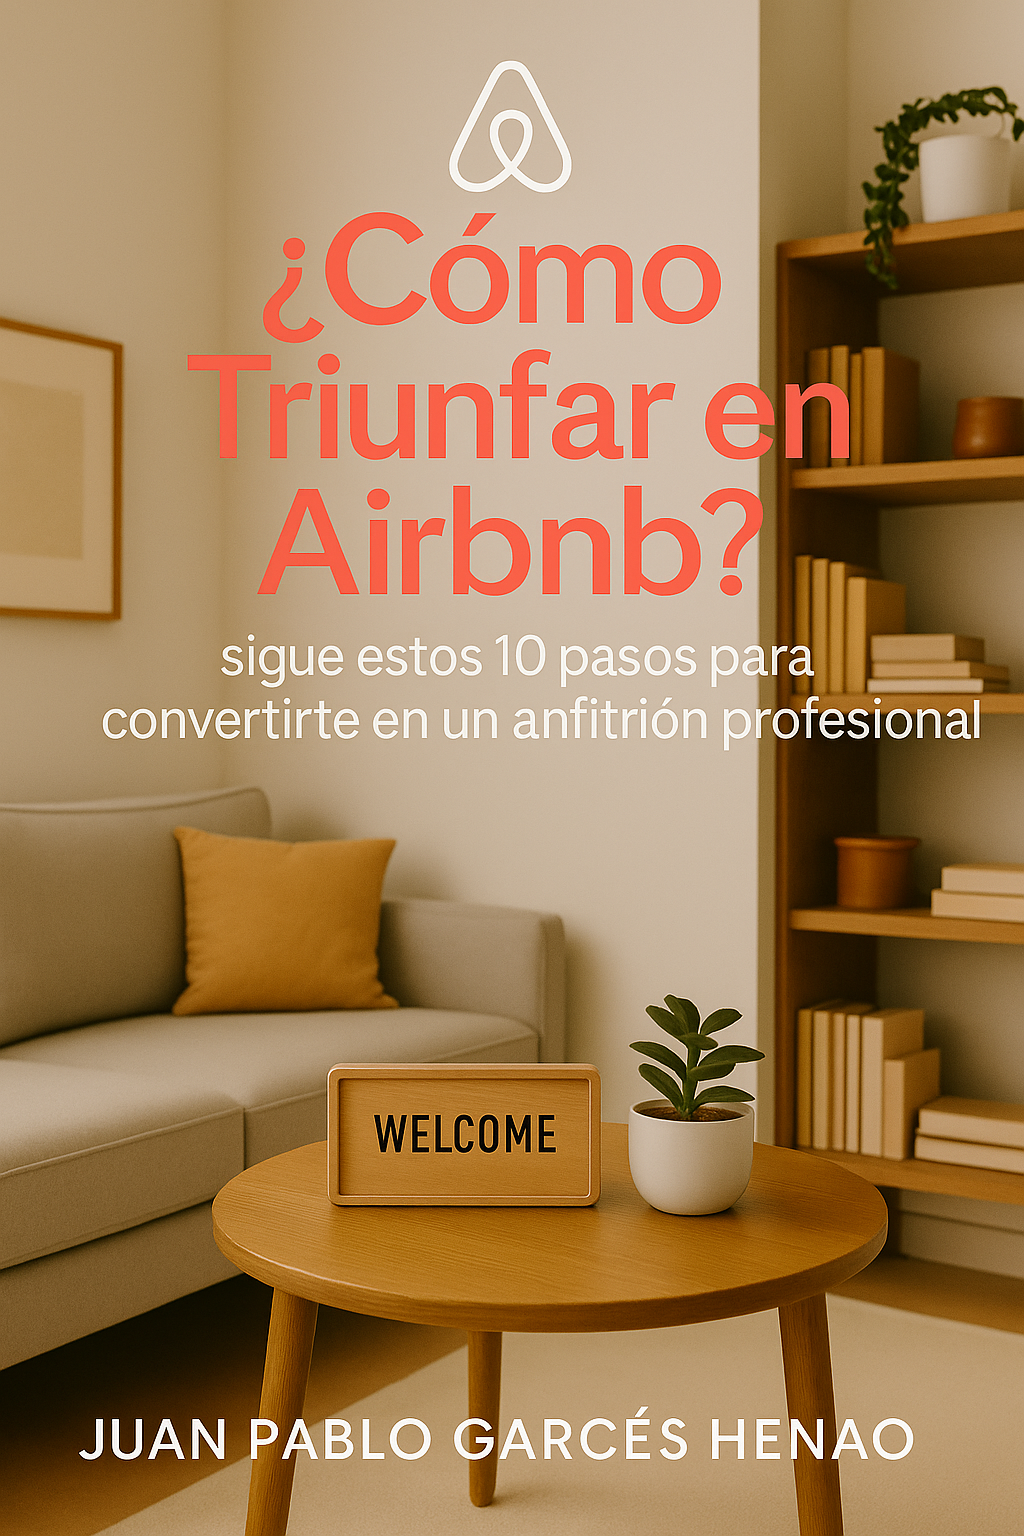 ¿Cómo
Triunfar en
Airbnb?
sigue estos 10 pasos para
convertirte en un anfitrión profesional
WELCOME
JUAN PABLO GARCÉS HENAO